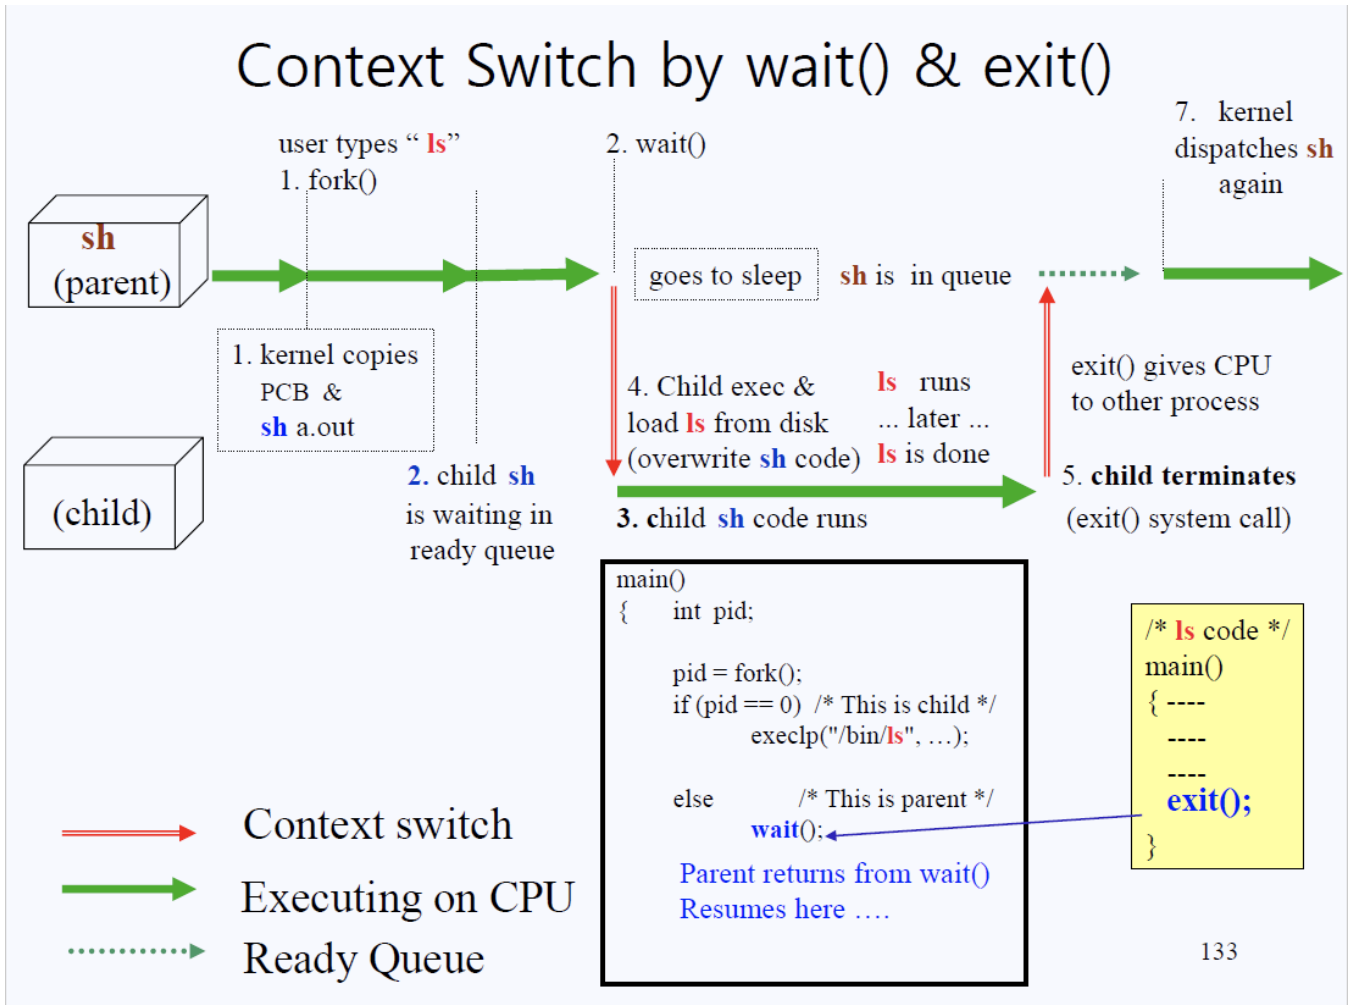 Context Switch by wait() & exit()
user types “ ls”
1. fork()
2. wait()
7. kernel
dispatches sh
again
sh
(parent)
goes to sleep
sh is in queue
1. kernel copies
PCB &
sh a.out
4. Child exec &
load ls from disk
(overwrite sh code)
ls runs
... later ...
ls is done
exit() gives CPU
to other process
(child)
2. child sh
is waiting in
ready queue
3. child sh code runs
5. child terminates
(exit() system call)
main()
{ int pid;
pid = fork();
if (pid == 0) /* This is child */
execlp("/bin/ls", …);
else /* This is parent */
wait();
Parent returns from wait()
Resumes here ….
/* ls code */
main()
{ ----
----
----
exit();
}
Context switch
Executing on CPU
Ready Queue
133